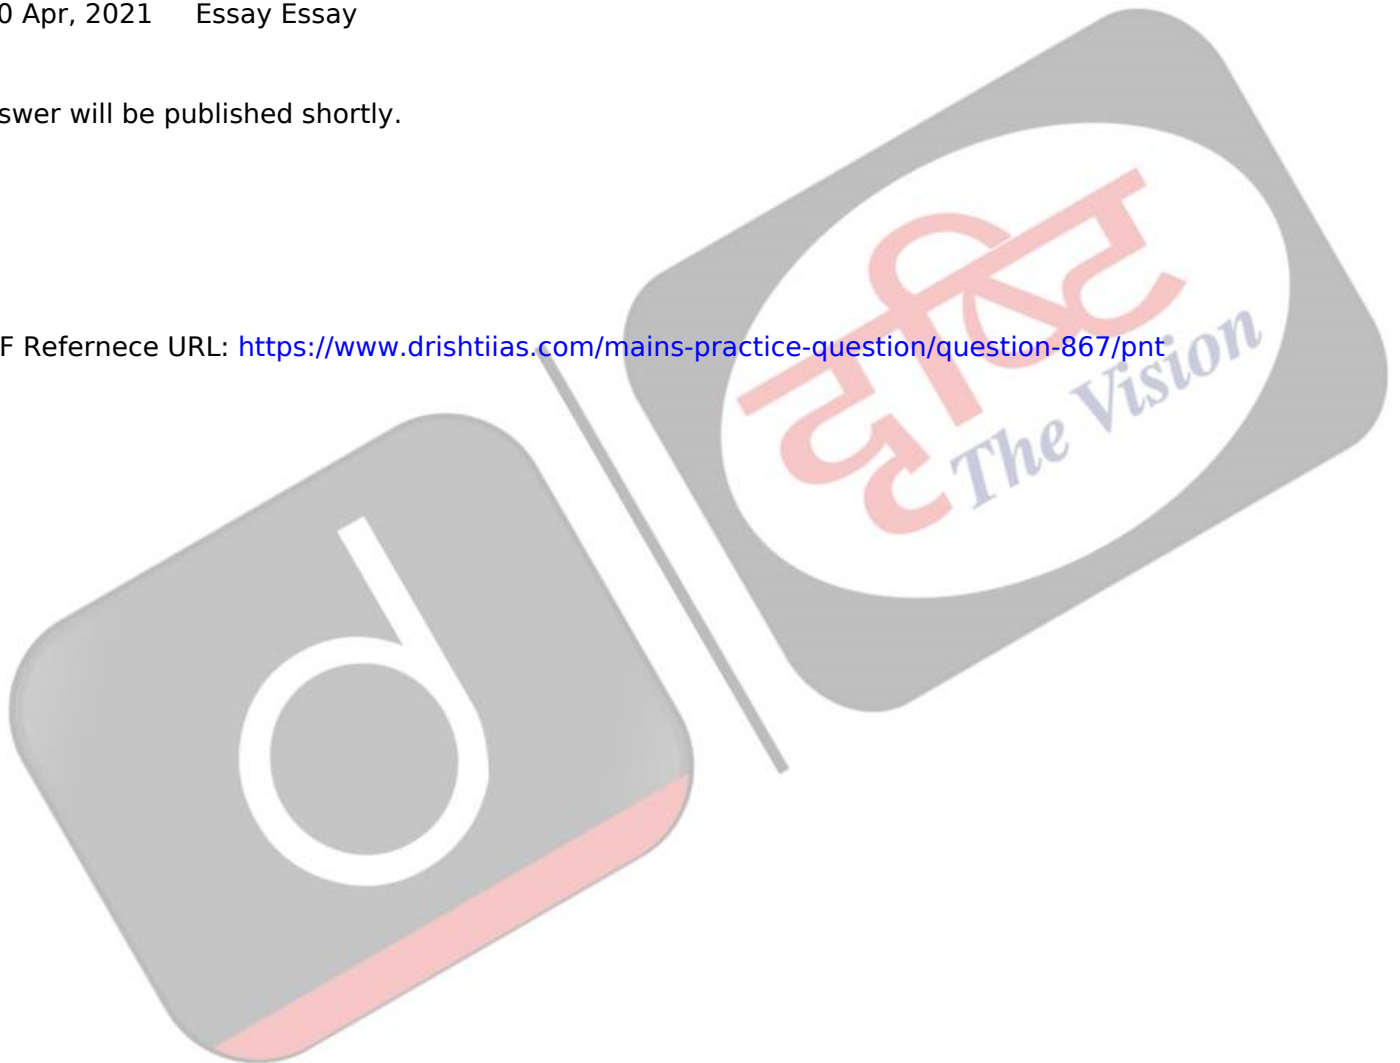 0 Apr, 2021 Essay Essay
swer will be published shortly.
F Refernece URL: https://www.drishtiias.com/mains-practice-question/question-867/pnt
दृष्टि
The Vision
d